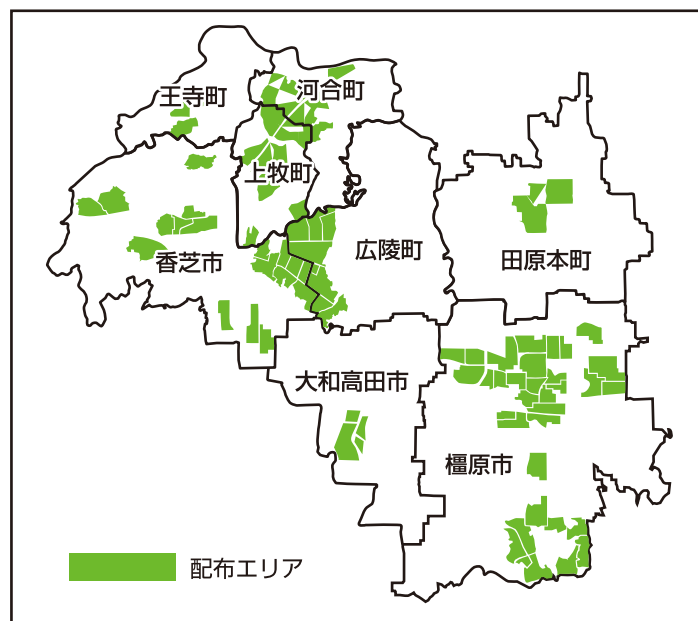 河合町
王寺町
上牧町
広陵町
田原本町
香芝市
大和高田市
橿原市
配布エリア